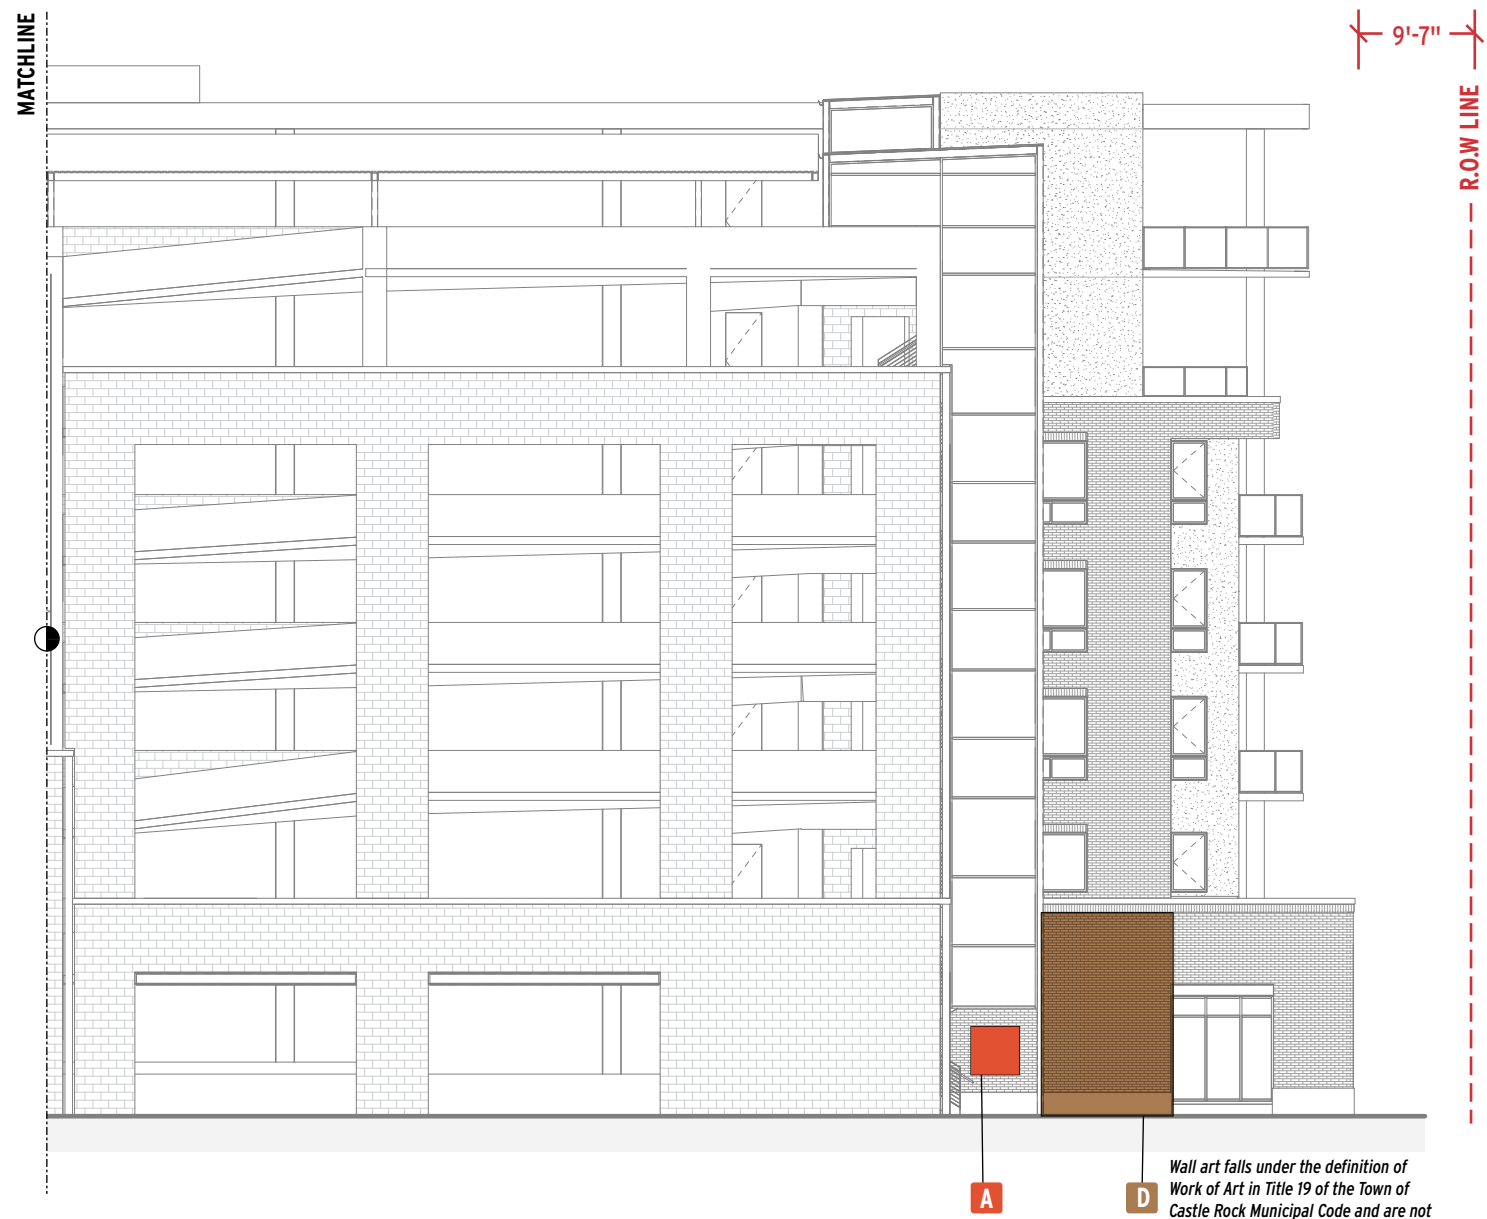 MATCHLINE
9'-7"
R.O.W LINE
A
D
Wall art falls under the definition of
Work of Art in Title 19 of the Town of
Castle Rock Municipal Code and are not